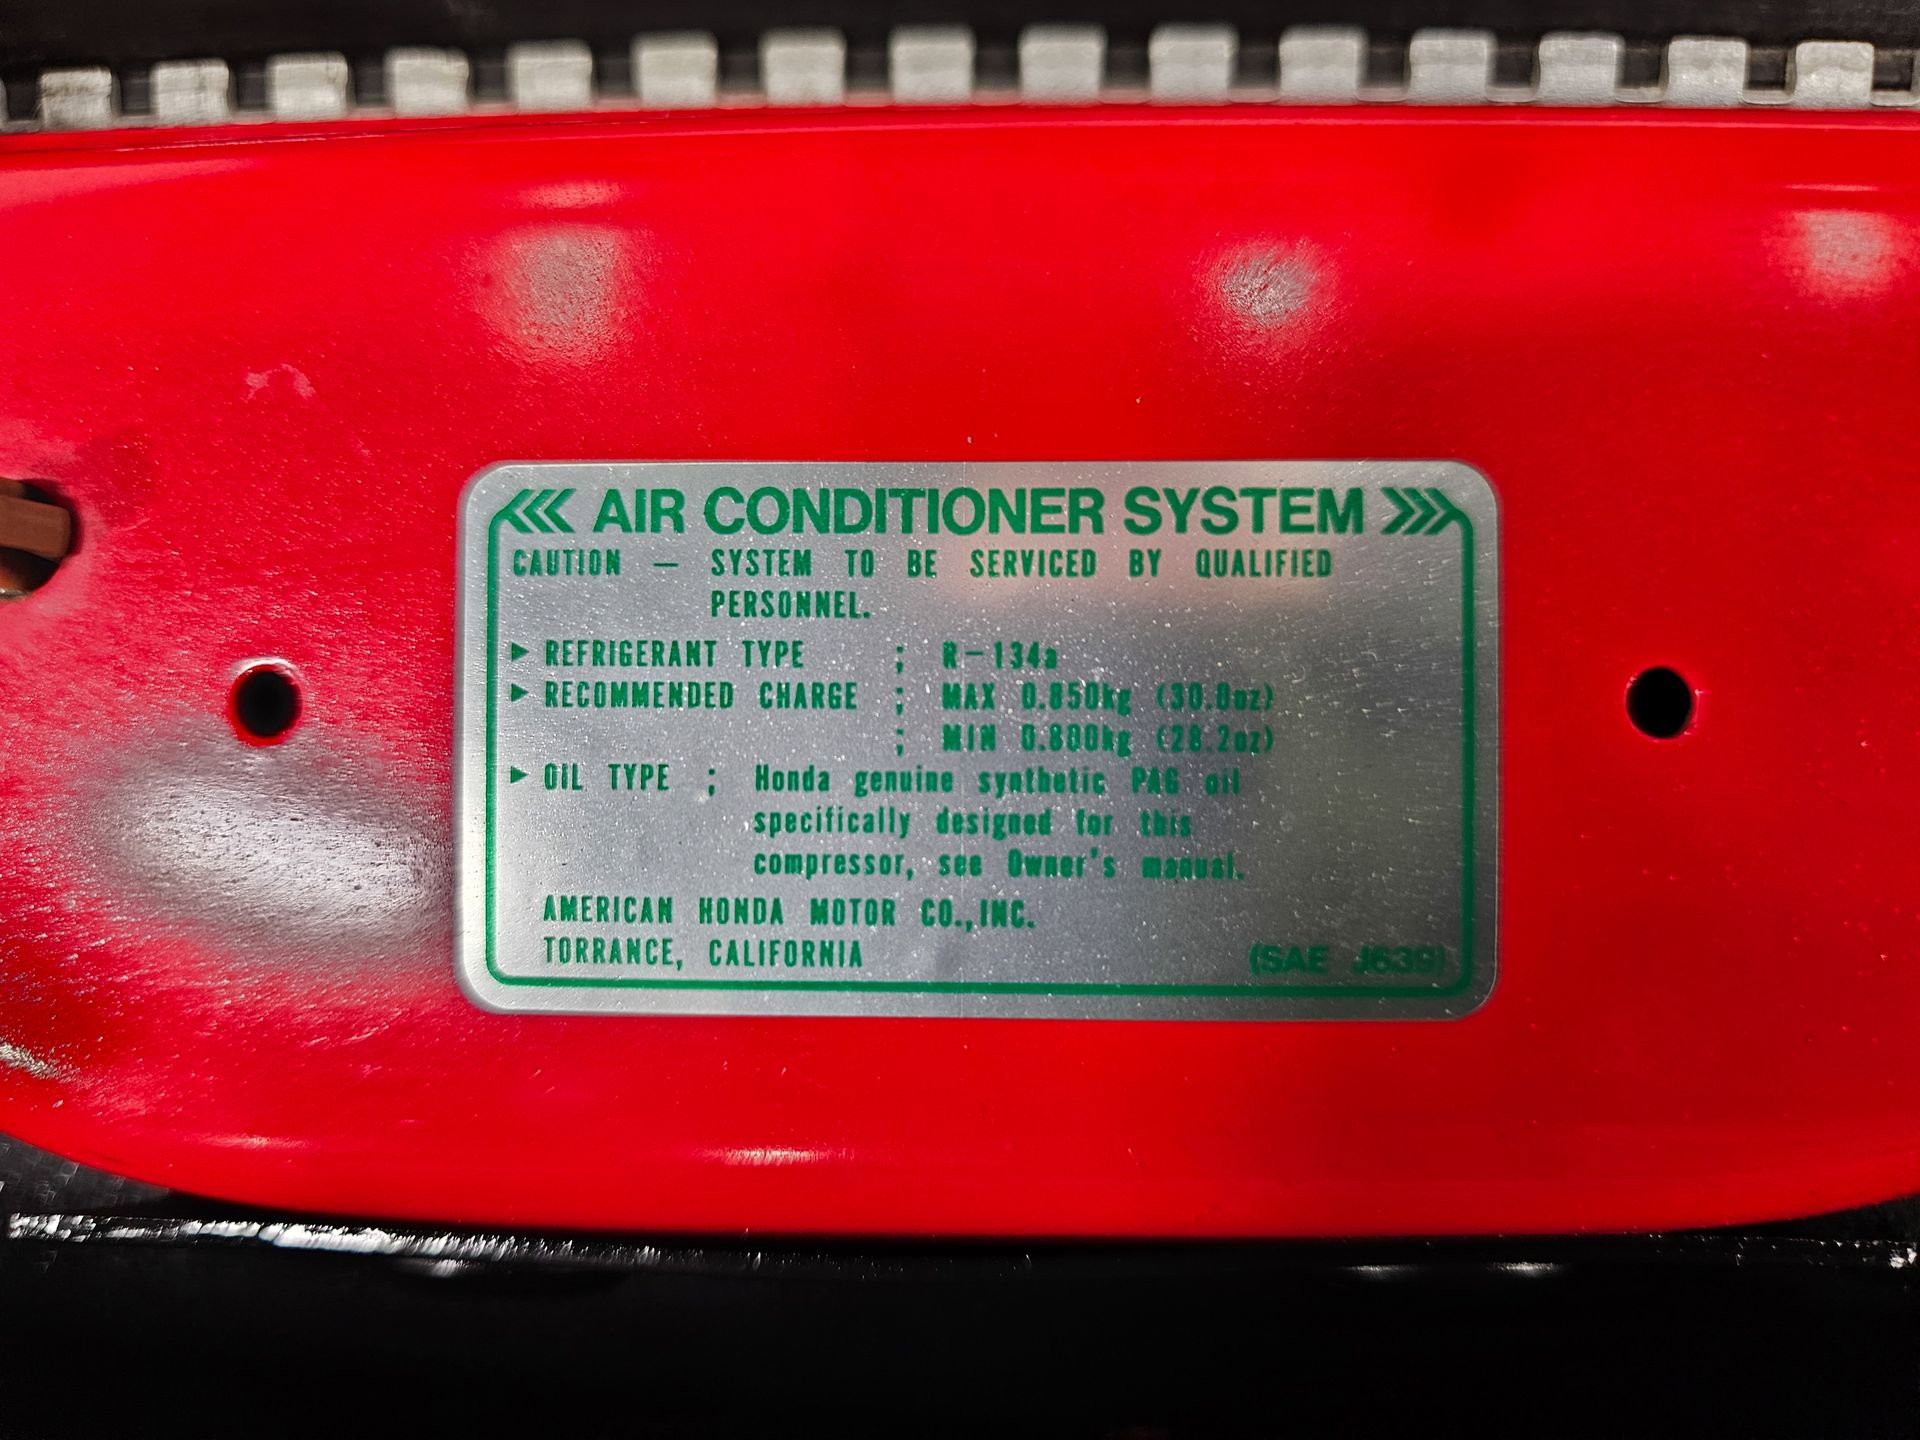 <<< AIR CONDITIONER SYSTEM >>>
CAUTION — SYSTEM TO BE SERVICED BY QUALIFIED
PERSONNEL.
▶ REFRIGERANT TYPE ; R-134a
▶ RECOMMENDED CHARGE ; MAX 0.850kg (30.0oz)
; MIN 0.800kg (28.2oz)
▶ OIL TYPE ; Honda genuine synthetic PAG oil
specifically designed for this
compressor, see Owner's manual.
AMERICAN HONDA MOTOR CO.,INC.
TORRANCE, CALIFORNIA
(SAE J639)